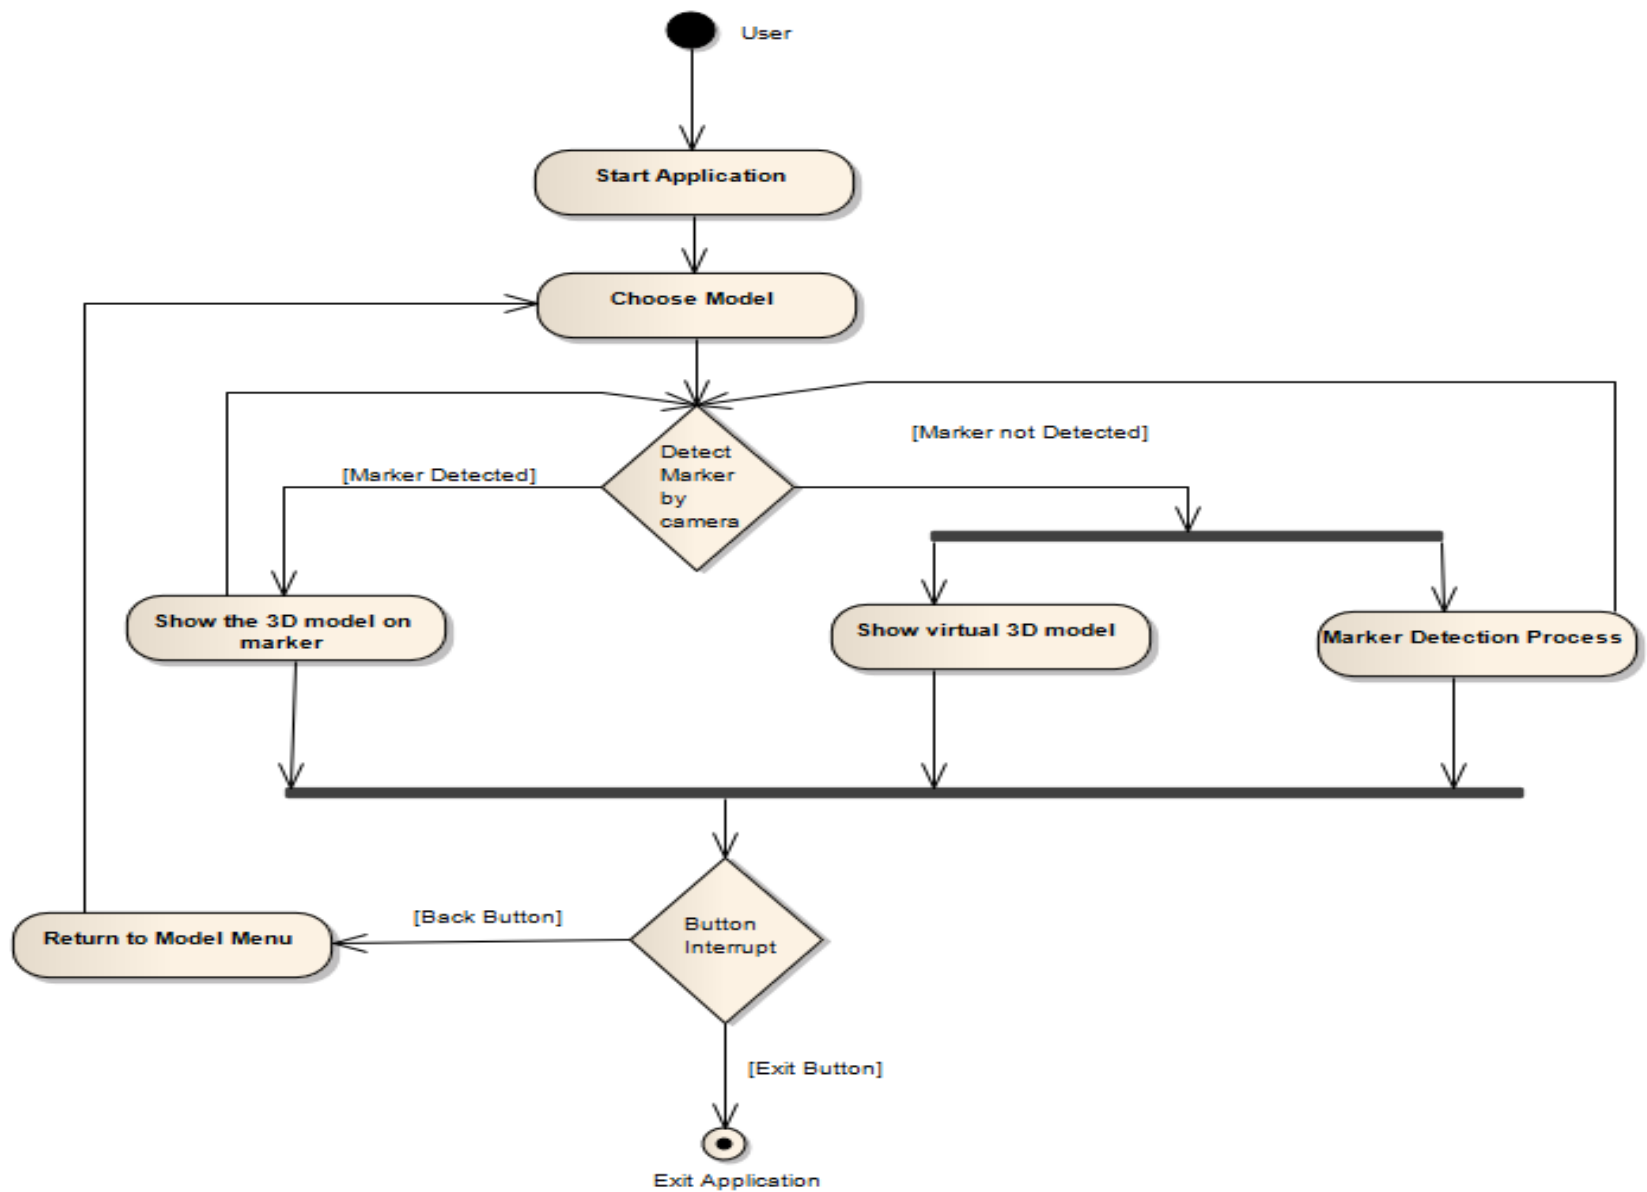 User
Start Application
Choose Model
[Marker not Detected]
Detect
Marker
by
camera
[Marker Detected]
Show the 3D model on
marker
Show virtual 3D model
Marker Detection Process
[Back Button]
Button
Interrupt
Return to Model Menu
[Exit Button]
Exit Application